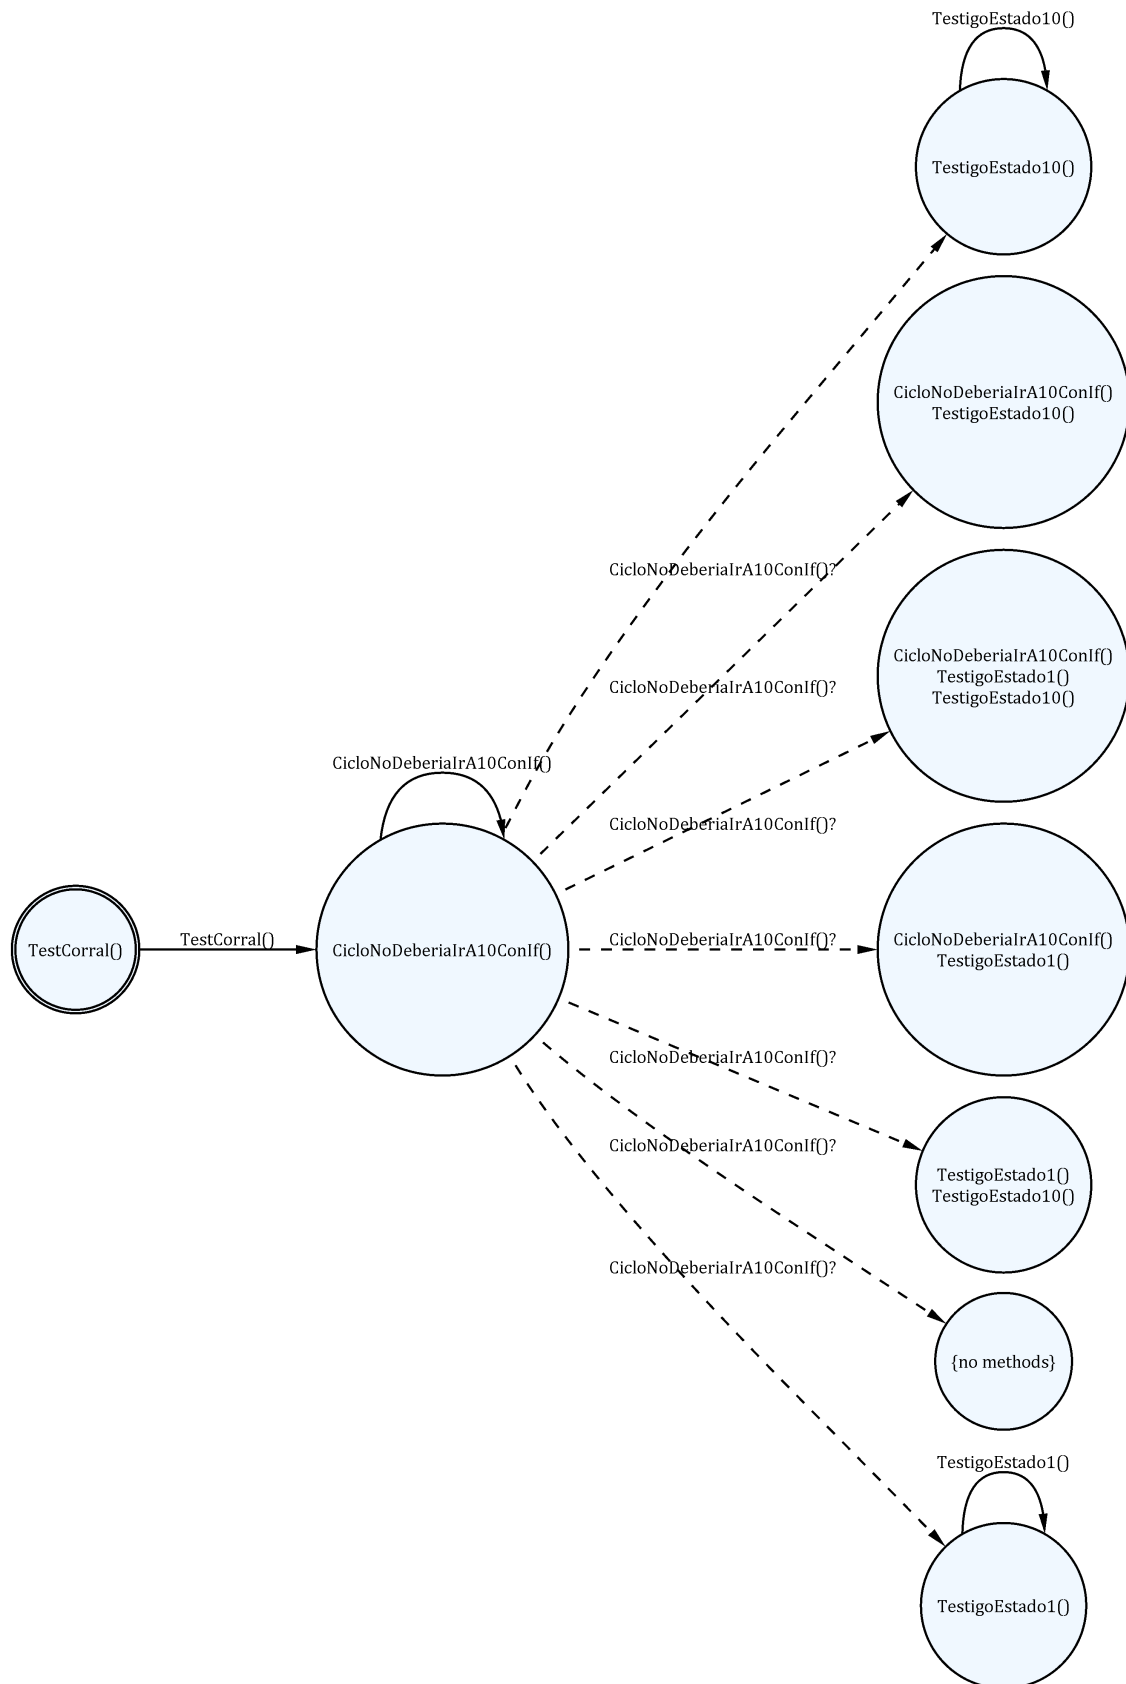 TestigoEstado10()
TestigoEstado10()
CicloNoDeberiaIrA10ConIf()
TestigoEstado10()
CicloNoDeberiaIrA10ConIf()?
CicloNoDeberiaIrA10ConIf()
TestigoEstado1()
TestigoEstado10()
CicloNoDeberiaIrA10ConIf()?
CicloNoDeberiaIrA10ConIf()
CicloNoDeberiaIrA10ConIf()?
TestCorral()
TestCorral()
CicloNoDeberiaIrA10ConIf()
CicloNoDeberiaIrA10ConIf()?
CicloNoDeberiaIrA10ConIf()
TestigoEstado1()
CicloNoDeberiaIrA10ConIf()?
CicloNoDeberiaIrA10ConIf()?
TestigoEstado1()
TestigoEstado10()
CicloNoDeberiaIrA10ConIf()?
{no methods}
TestigoEstado1()
TestigoEstado1()